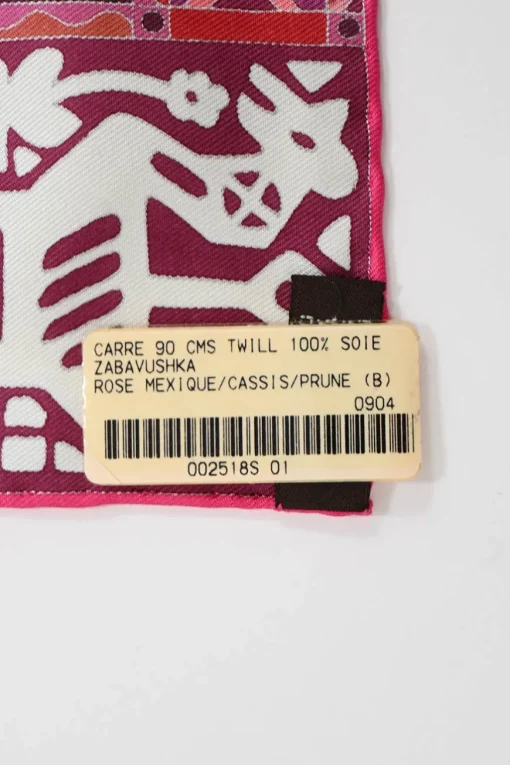 CARRE 90 CMS TWILL 100% SOIE
ZABAVUSHKA
ROSE MEXIQUE/CASSIS/PRUNE (B)
0904
002518S 01